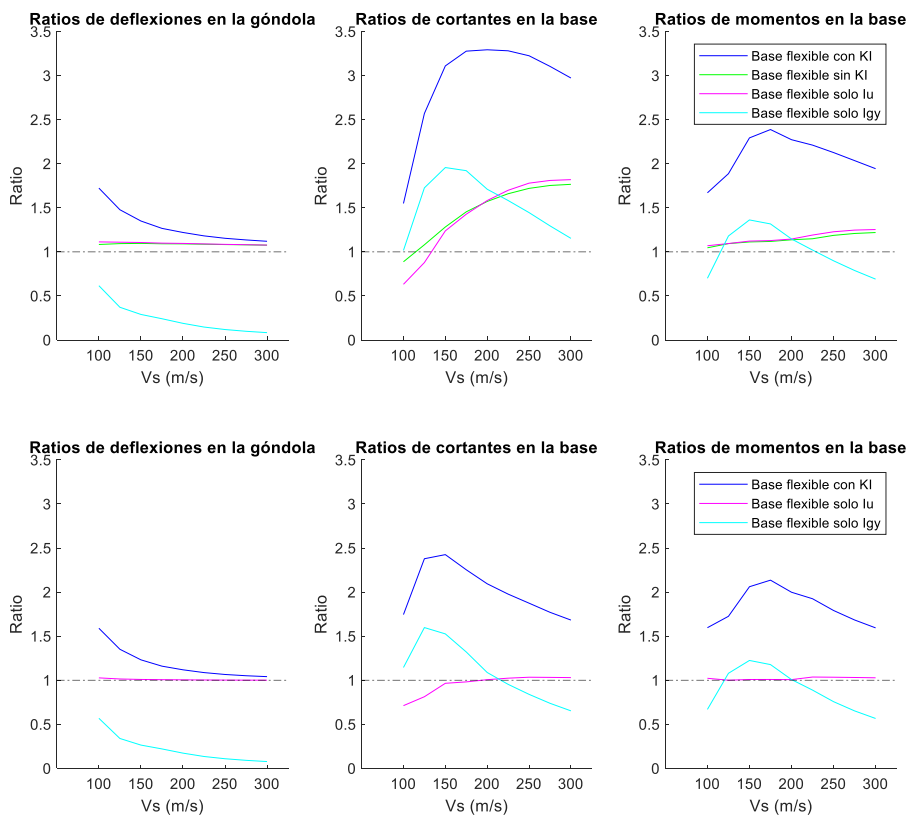 Ratios de deflexiones en la góndola
Ratios de cortantes en la base
Ratios de momentos en la base
3.5
3
2.5
2
1.5
1
0.5
0
Ratio
100 150 200 250 300
Vs (m/s)
3.5
3
2.5
2
1.5
1
0.5
0
Ratio
100 150 200 250 300
Vs (m/s)
3.5
3
2.5
2
1.5
1
0.5
0
Ratio
100 150 200 250 300
Vs (m/s)
Base flexible con KI
Base flexible sin KI
Base flexible solo Iu
Base flexible solo Igy
Ratios de deflexiones en la góndola
Ratios de cortantes en la base
Ratios de momentos en la base
3.5
3
2.5
2
1.5
1
0.5
0
Ratio
100 150 200 250 300
Vs (m/s)
3.5
3
2.5
2
1.5
1
0.5
0
Ratio
100 150 200 250 300
Vs (m/s)
3.5
3
2.5
2
1.5
1
0.5
0
Ratio
100 150 200 250 300
Vs (m/s)
Base flexible con KI
Base flexible solo Iu
Base flexible solo Igy